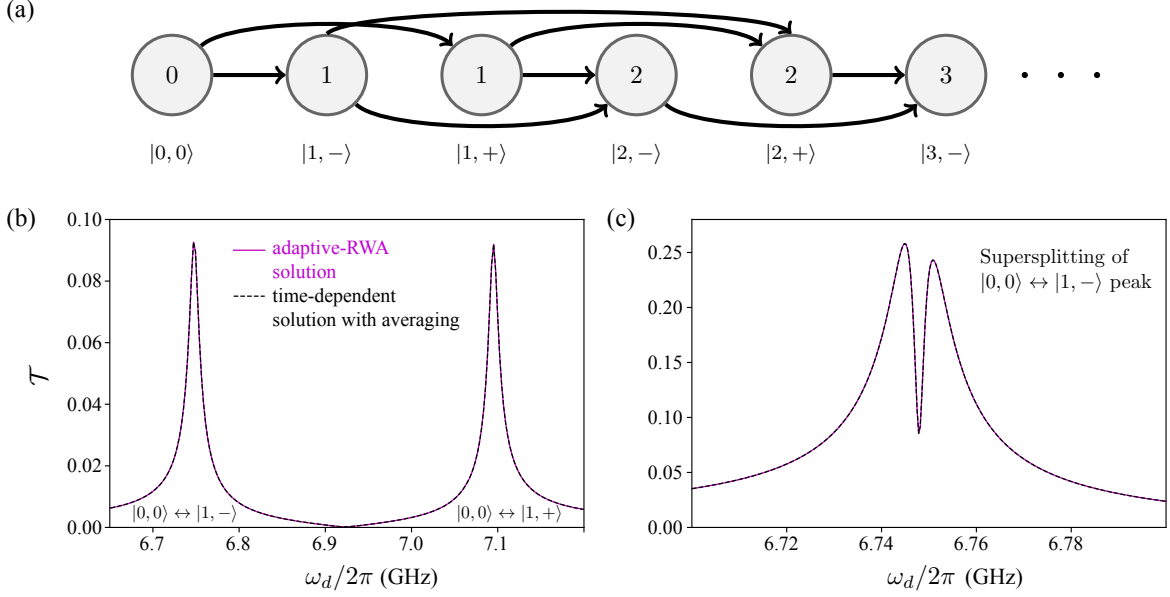 (a)
0 1 1 2 2 3 . . .
|0, 0⟩ |1, −⟩ |1, +⟩ |2, −⟩ |2, +⟩ |3, −⟩
(b)
0.10
0.08
0.06
0.04
0.02
0.00
𝒯
adaptive-RWA
solution
time-dependent
solution with averaging
|0, 0⟩ ↔ |1, −⟩
|0, 0⟩ ↔ |1, +⟩
6.7 6.8 6.9 7.0 7.1
ω_d/2π (GHz)
(c)
0.25
0.20
0.15
0.10
0.05
0.00
Supersplitting of
|0, 0⟩ ↔ |1, −⟩ peak
6.72 6.74 6.76 6.78
ω_d/2π (GHz)